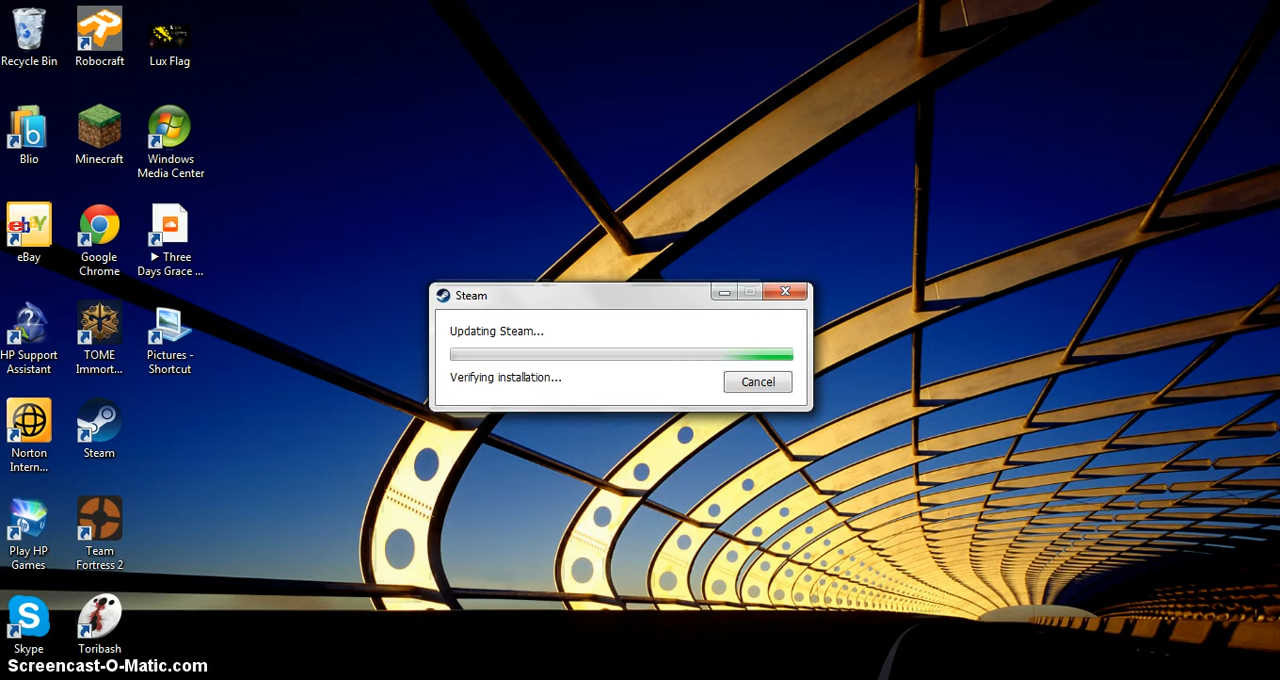 Recycle Bin
Robocraft
Lux Flag
Blio
Minecraft
Windows
Media Center
ebY
eBay
Google
Chrome
▶ Three
Days Grace ...
HP Support
Assistant
TOME
Immort...
Pictures -
Shortcut
Norton
Intern...
Steam
Play HP
Games
Team
Fortress 2
Skype
Toribash
Steam
Updating Steam...
Verifying installation...
Cancel
Screencast-O-Matic.com